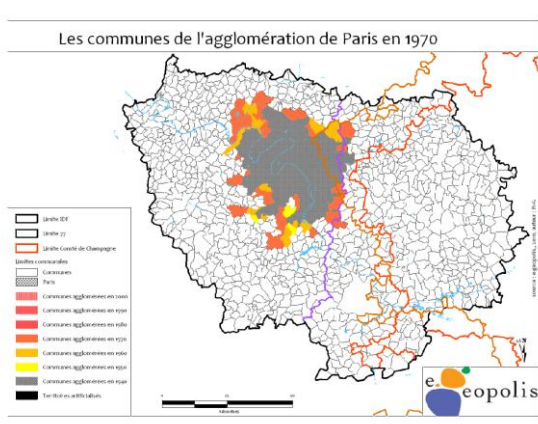 Les communes de l'agglomération de Paris en 1970
Limite IDF
Limite 77
Limite Comté de Champagne
Limites communales
Communes
Paris
Communes agglomérées en 2000
Communes agglomérées en 1990
Communes agglomérées en 1980
Communes agglomérées en 1970
Communes agglomérées en 1960
Communes agglomérées en 1950
Communes agglomérées en 1940
Territoires artificialisés
e
eopolis